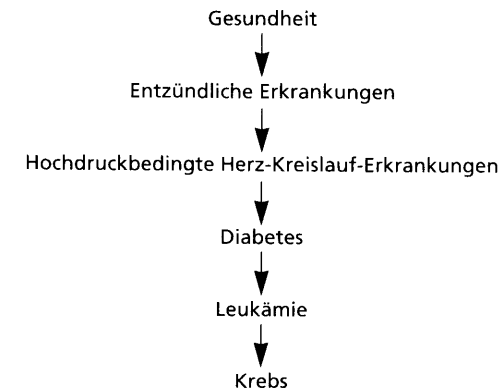 Gesundheit
Entzündliche Erkrankungen
Hochdruckbedingte Herz-Kreislauf-Erkrankungen
Diabetes
Leukämie
Krebs